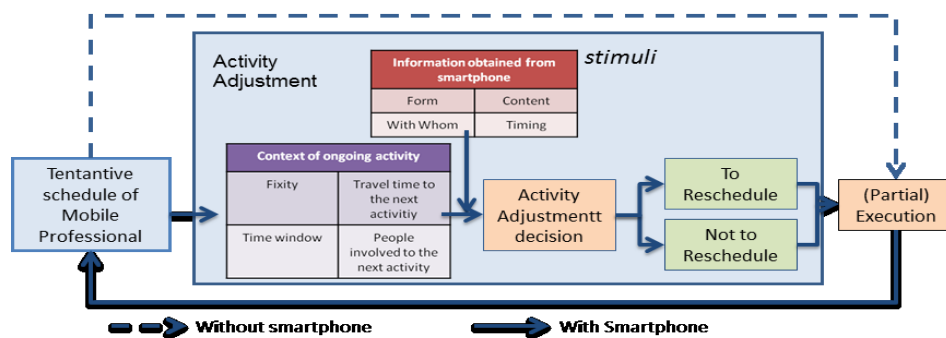 Activity
Adjustment
stimuli
Information obtained from
smartphone
Form
Content
With Whom
Timing
Tentantive
schedule of
Mobile
Professional
Context of ongoing activity
Fixity
Travel time to
the next
activity
Time window
People
involved to the
next activity
Activity
Adjustmentt
decision
To
Reschedule
Not to
Reschedule
(Partial)
Execution
Without smartphone
With Smartphone